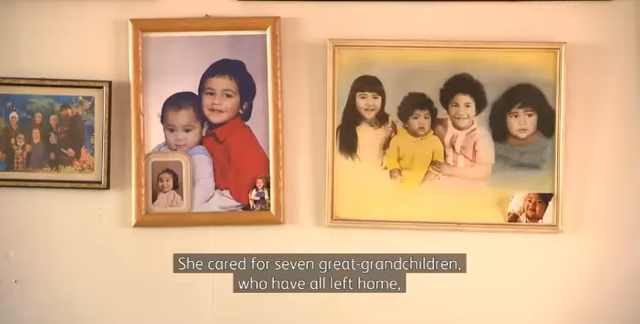 She cared for seven great-grandchildren,
who have all left home,